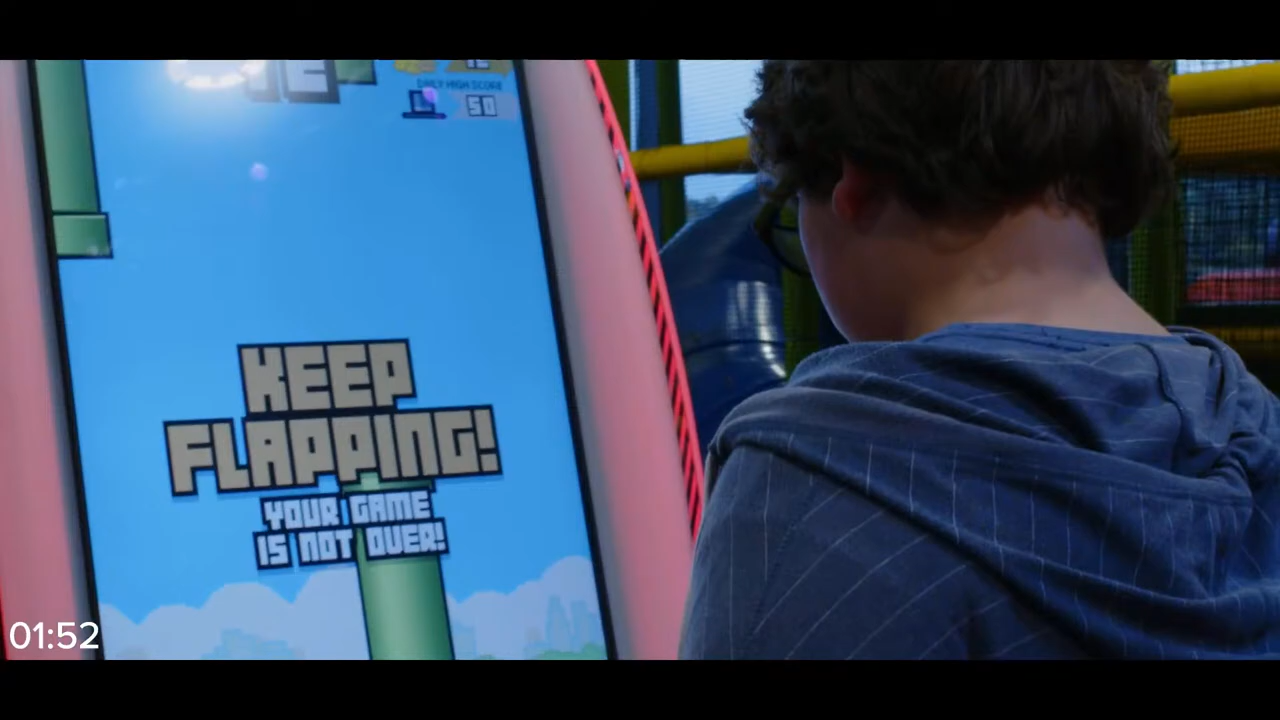 DAILY HIGH SCORE
50
KEEP
FLAPPING!
YOUR GAME
IS NOT OVER!
01:52